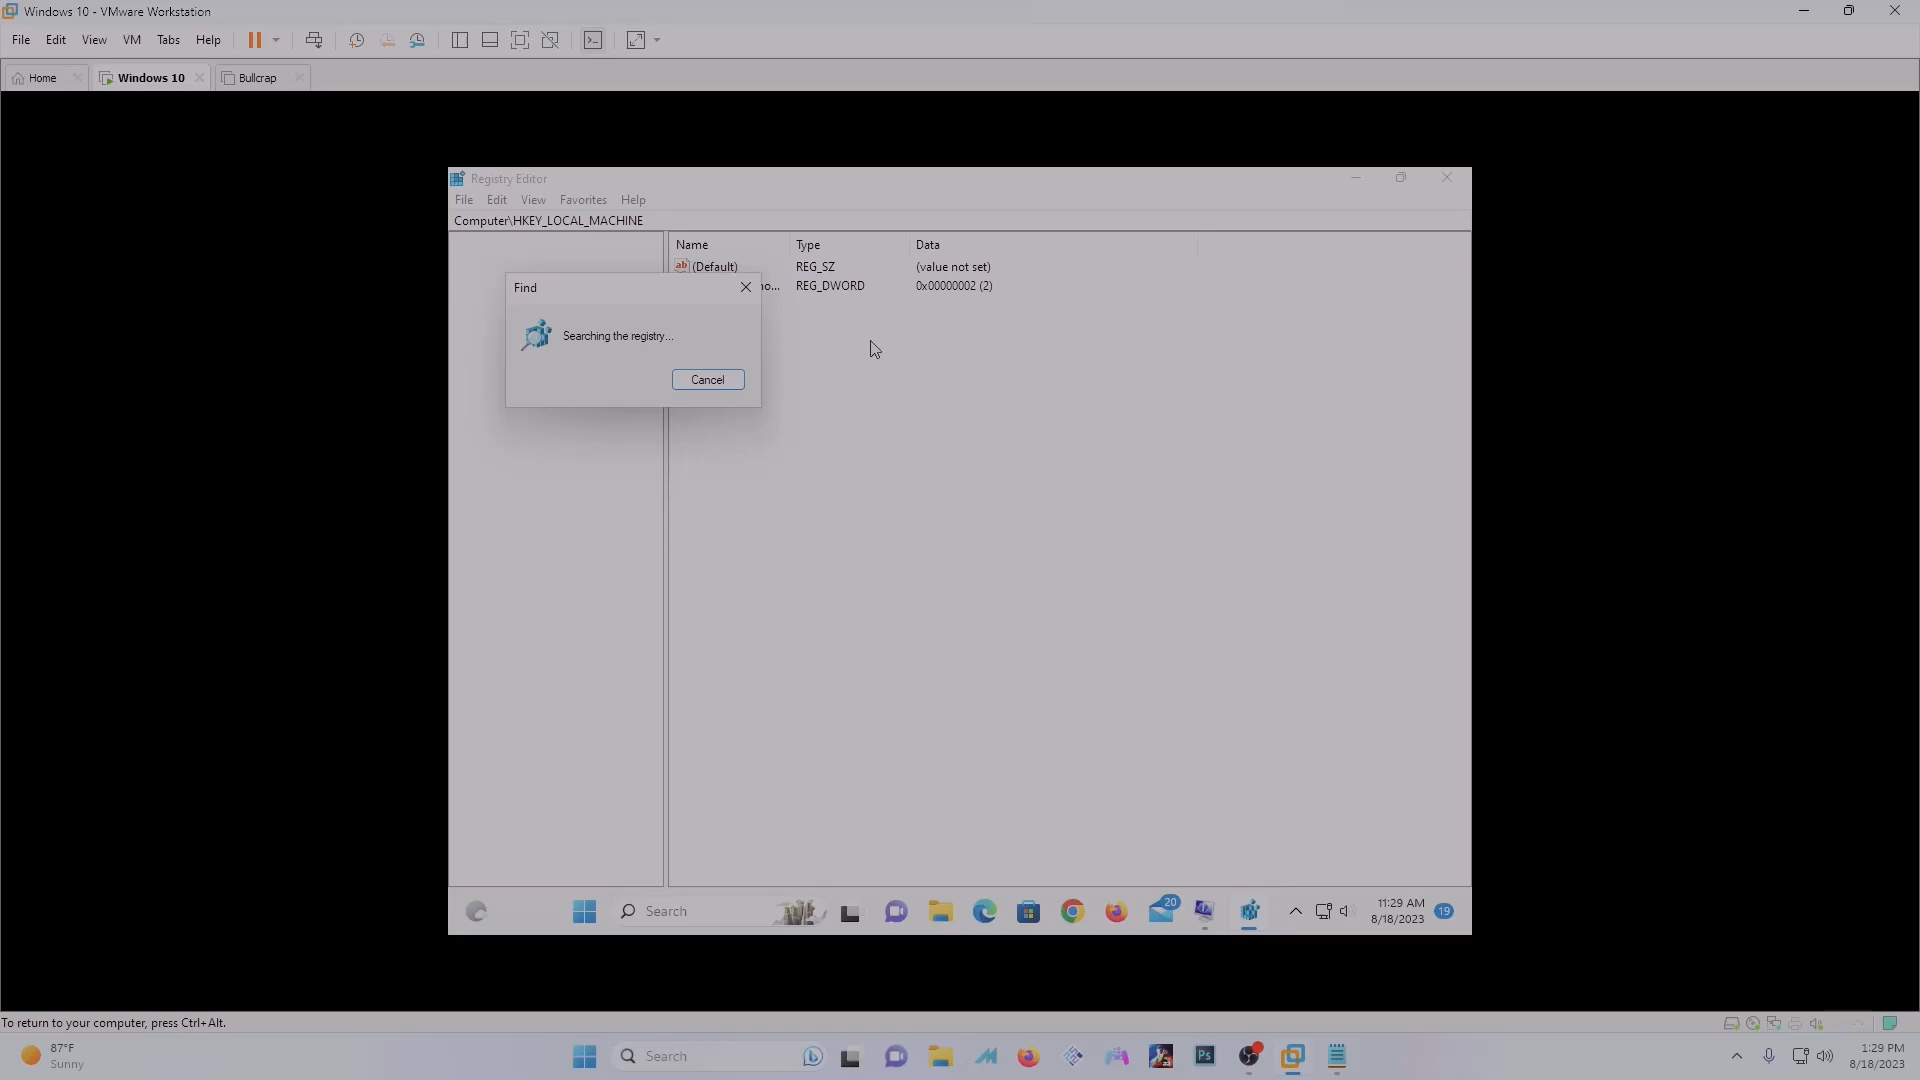 Windows 10 - VMware Workstation
File Edit View VM Tabs Help
Home Windows 10 Bullcrap
Registry Editor
File Edit View Favorites Help
Computer\HKEY_LOCAL_MACHINE
Name Type Data
(Default) REG_SZ (value not set)
REG_DWORD 0x00000002 (2)
Find
Searching the registry...
Cancel
Search
20
11:29 AM
8/18/2023
19
To return to your computer, press Ctrl+Alt.
87°F
Sunny
Search
Ps
1:29 PM
8/18/2023